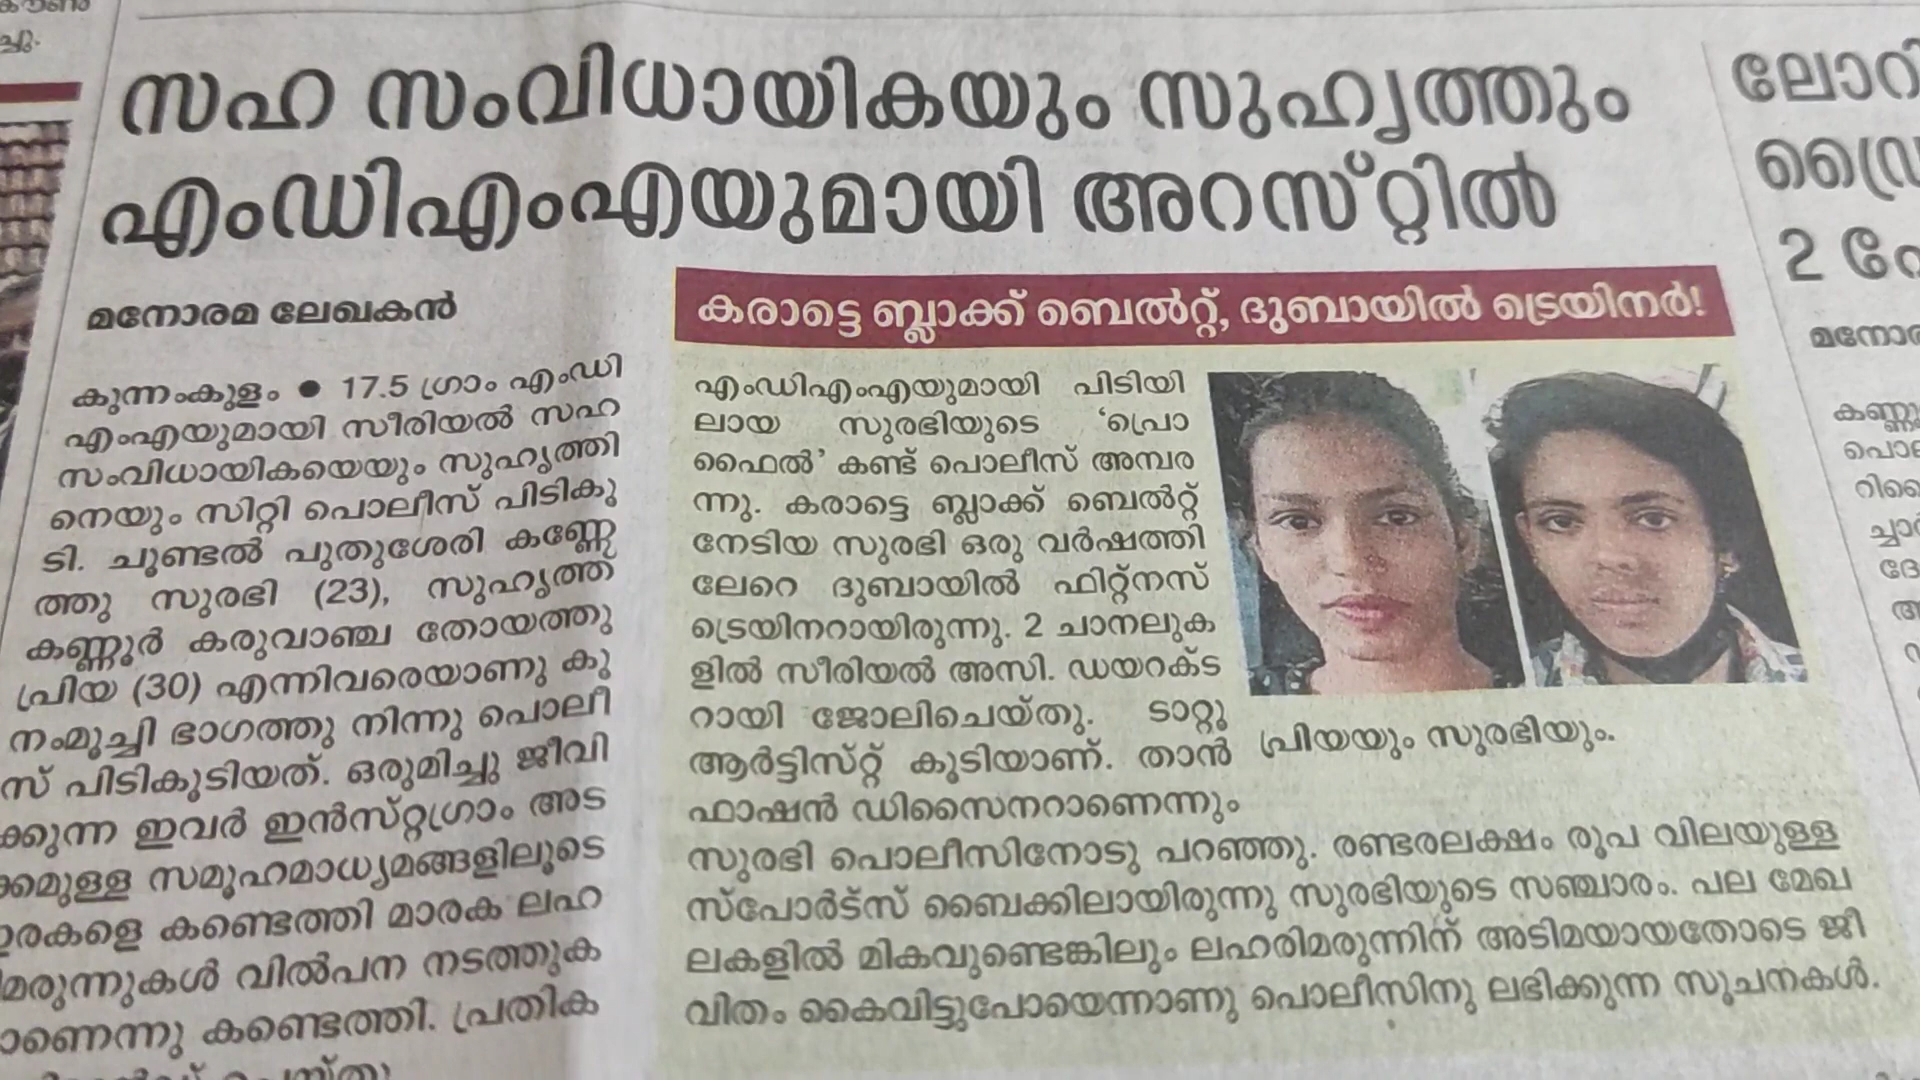 സഹ സംവിധായികയും സുഹൃത്തും
എംഡിഎംഎയുമായി അറസ്റ്റിൽ
മനോരമ ലേഖകൻ
കുന്നംകുളം ● 17.5 ഗ്രാം എംഡി
എംഎയുമായി സീരിയൽ സഹ
സംവിധായികയെയും സുഹൃത്തി
നെയും സിറ്റി പൊലീസ് പിടികൂ
ടി. ചൂണ്ടൽ പുതുശേരി കണ്ണോ
ത്തു സുരഭി (23), സുഹൃത്ത്
കണ്ണൂർ കരുവാഞ്ച തോയത്തു
പ്രിയ (30) എന്നിവരെയാണു കൂ
നംമൂച്ചി ഭാഗത്തു നിന്നു പൊലീ
സ് പിടികൂടിയത്. ഒരുമിച്ചു ജീവി
ക്കുന്ന ഇവർ ഇൻസ്റ്റഗ്രാം അട
ക്കമുള്ള സമൂഹമാധ്യമങ്ങളിലൂടെ
കണ്ടെത്തി മാരക ലഹ
വിൽപന നടത്തുക
കണ്ടെത്തി. പ്രതിക
കരാട്ടെ ബ്ലാക്ക് ബെൽറ്റ്, ദുബായിൽ ട്രെയിനർ!
എംഡിഎംഎയുമായി പിടിയി
ലായ സുരഭിയുടെ ‘പ്രൊ
ഫൈൽ’ കണ്ട് പൊലീസ് അമ്പര
ന്നു. കരാട്ടെ ബ്ലാക്ക് ബെൽറ്റ്
നേടിയ സുരഭി ഒരു വർഷത്തി
ലേറെ ദുബായിൽ ഫിറ്റ്നസ്
ട്രെയിനറായിരുന്നു. 2 ചാനലുക
ളിൽ സീരിയൽ അസി. ഡയറക്ട
റായി ജോലിചെയ്തു. ടാറ്റൂ
ആർട്ടിസ്റ്റ് കൂടിയാണ്. താൻ
ഫാഷൻ ഡിസൈനറാണെന്നും
സുരഭി പൊലീസിനോടു പറഞ്ഞു. രണ്ടരലക്ഷം രൂപ വിലയുള്ള
സ്പോർട്സ് ബൈക്കിലായിരുന്നു സുരഭിയുടെ സഞ്ചാരം. പല മേഖ
ലകളിൽ മികവുണ്ടെങ്കിലും ലഹരിമരുന്നിന് അടിമയായതോടെ ജീ
വിതം കൈവിട്ടുപോയെന്നാണു പൊലീസിനു ലഭിക്കുന്ന സൂചനകൾ.
പ്രിയയും സുരഭിയും.
2